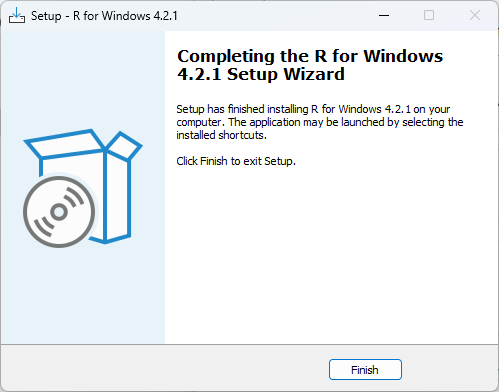 Setup - R for Windows 4.2.1
Completing the R for Windows
4.2.1 Setup Wizard
Setup has finished installing R for Windows 4.2.1 on your
computer. The application may be launched by selecting the
installed shortcuts.
Click Finish to exit Setup.
Finish